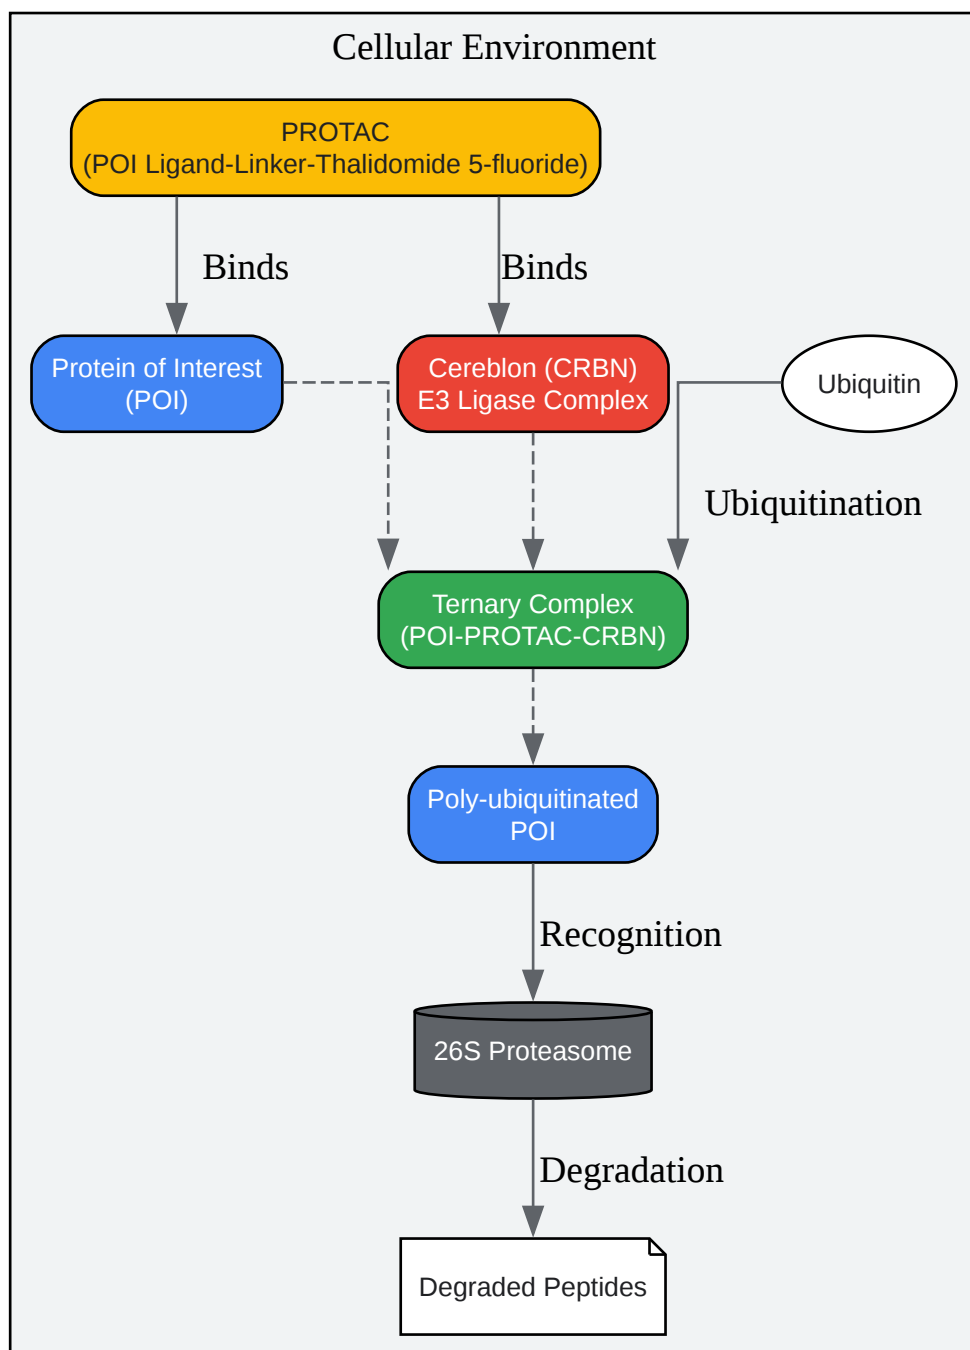 Cellular Environment
PROTAC
(POI Ligand-Linker-Thalidomide 5-fluoride)
Binds
Binds
Protein of Interest
(POI)
Cereblon (CRBN)
E3 Ligase Complex
Ubiquitin
Ubiquitination
Ternary Complex
(POI-PROTAC-CRBN)
Poly-ubiquitinated
POI
Recognition
26S Proteasome
Degradation
Degraded Peptides